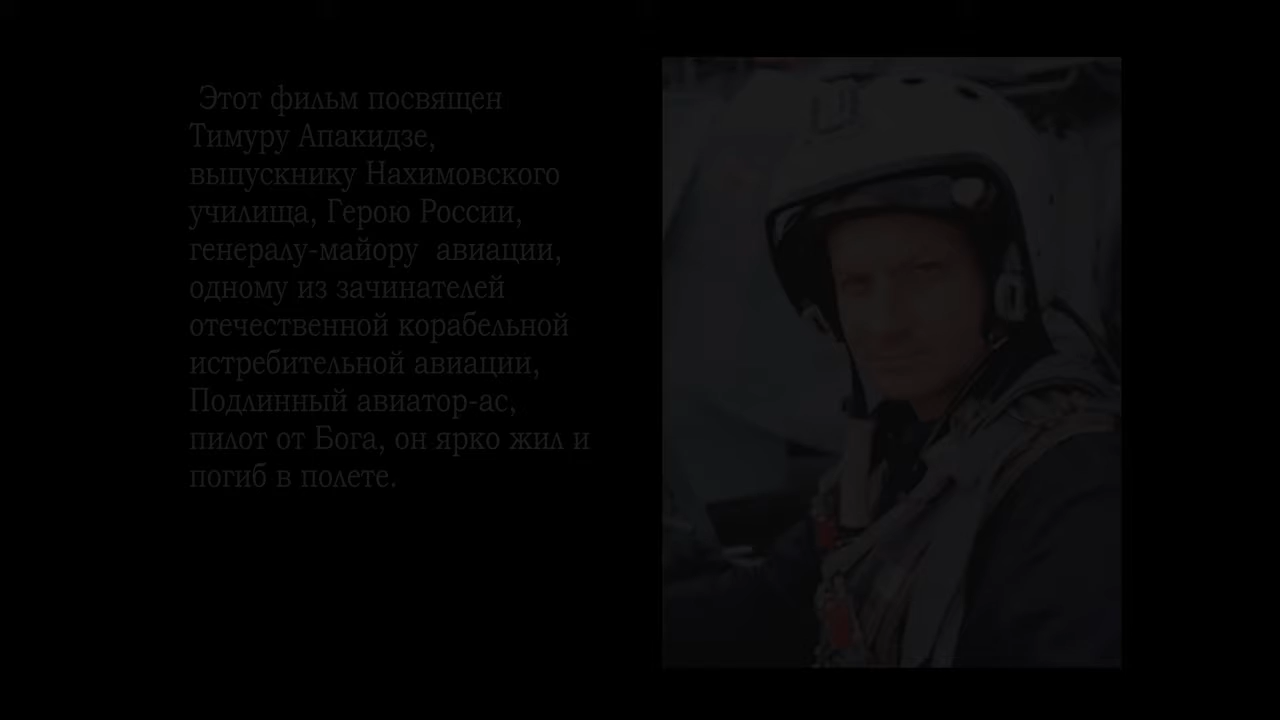 Этот фильм посвящен
Тимуру Апакидзе,
выпускнику Нахимовского
училища, Герою России,
генералу-майору авиации,
одному из зачинателей
отечественной корабельной
истребительной авиации,
Подлинный авиатор-ас,
пилот от Бога, он ярко жил и
погиб в полете.